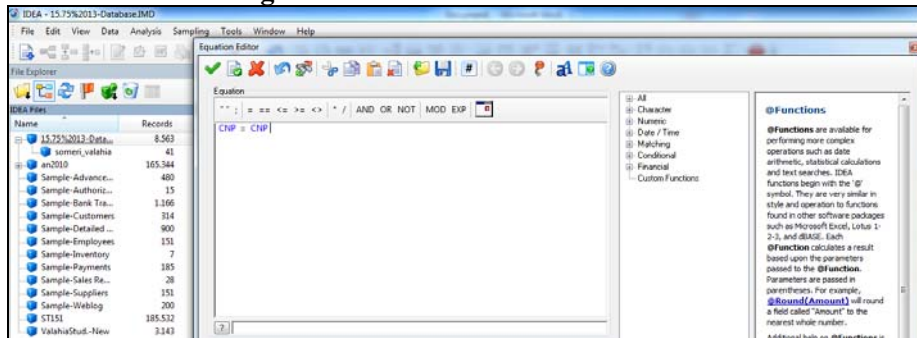 IDEA - 15.75%2013-Database.IMD
File Edit View Data Analysis Sampling Tools Window Help
Equation Editor
File Explorer
IDEA Files
Name Records
15.75%2013-Data... 8.563
someri_valahia 41
an2010 165.344
Sample-Advance... 480
Sample-Authoriz... 15
Sample-Bank Tra... 1.166
Sample-Customers 314
Sample-Detailed ... 900
Sample-Employees 151
Sample-Inventory 7
Sample-Payments 185
Sample-Sales Re... 28
Sample-Suppliers 151
Sample-Weblog 200
ST151 185.532
ValahiaStud.-New 3.143
Equation
= == <= >= <> * / AND OR NOT MOD EXP
CNP = CNP
All
Character
Numeric
Date / Time
Matching
Conditional
Financial
Custom Functions
@Functions
@Functions are available for
performing more complex
operations such as date
arithmetic, statistical calculations
and text searches. IDEA
functions begin with the '@'
symbol. They are very similar in
style and operation to functions
found in other software packages
such as Microsoft Excel, Lotus 1-
2-3, and dBASE. Each
@Function calculates a result
based upon the parameters
passed to the @Function.
Parameters are passed in
parentheses. For example,
@Round(Amount) will round
a field called "Amount" to the
nearest whole number.